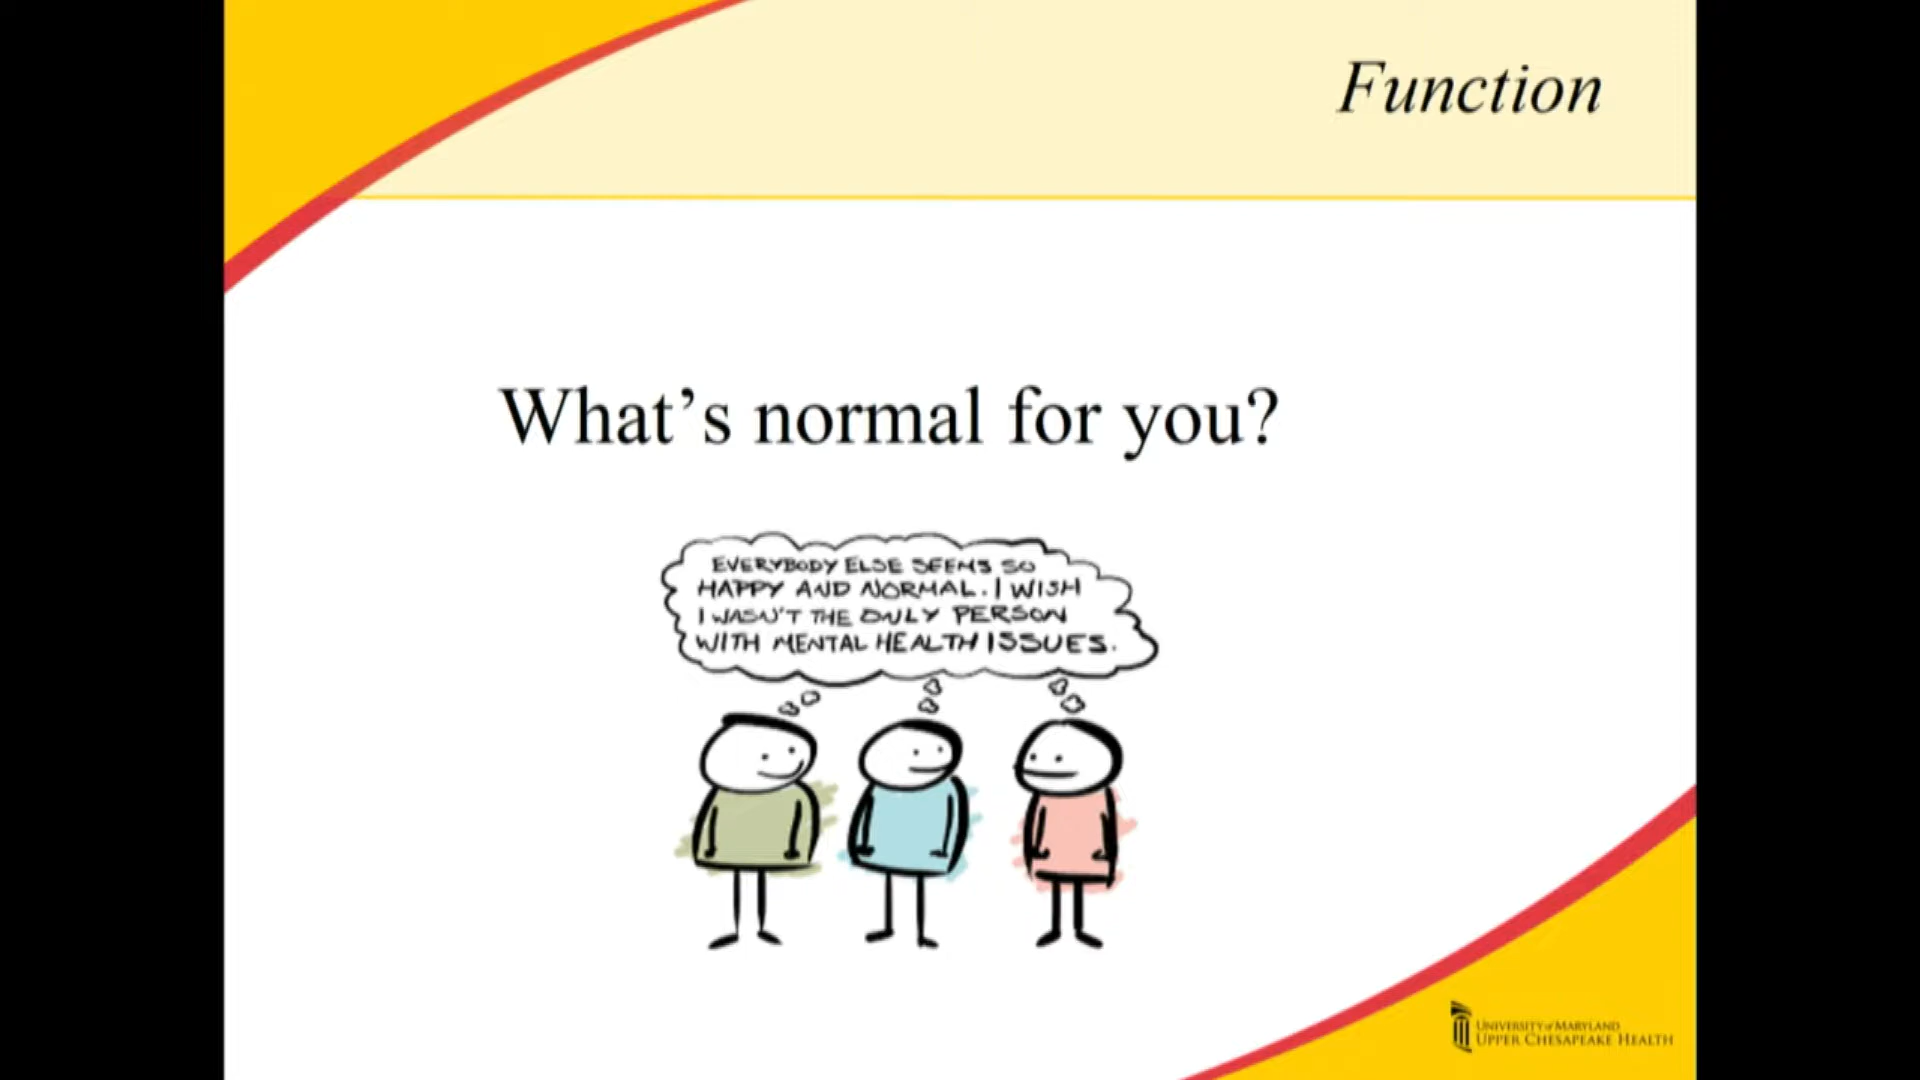 Function
What’s normal for you?
EVERYBODY ELSE SEEMS SO
HAPPY AND NORMAL. I WISH
I WASN'T THE ONLY PERSON
WITH MENTAL HEALTH ISSUES.
UNIVERSITY of MARYLAND
UPPER CHESAPEAKE HEALTH